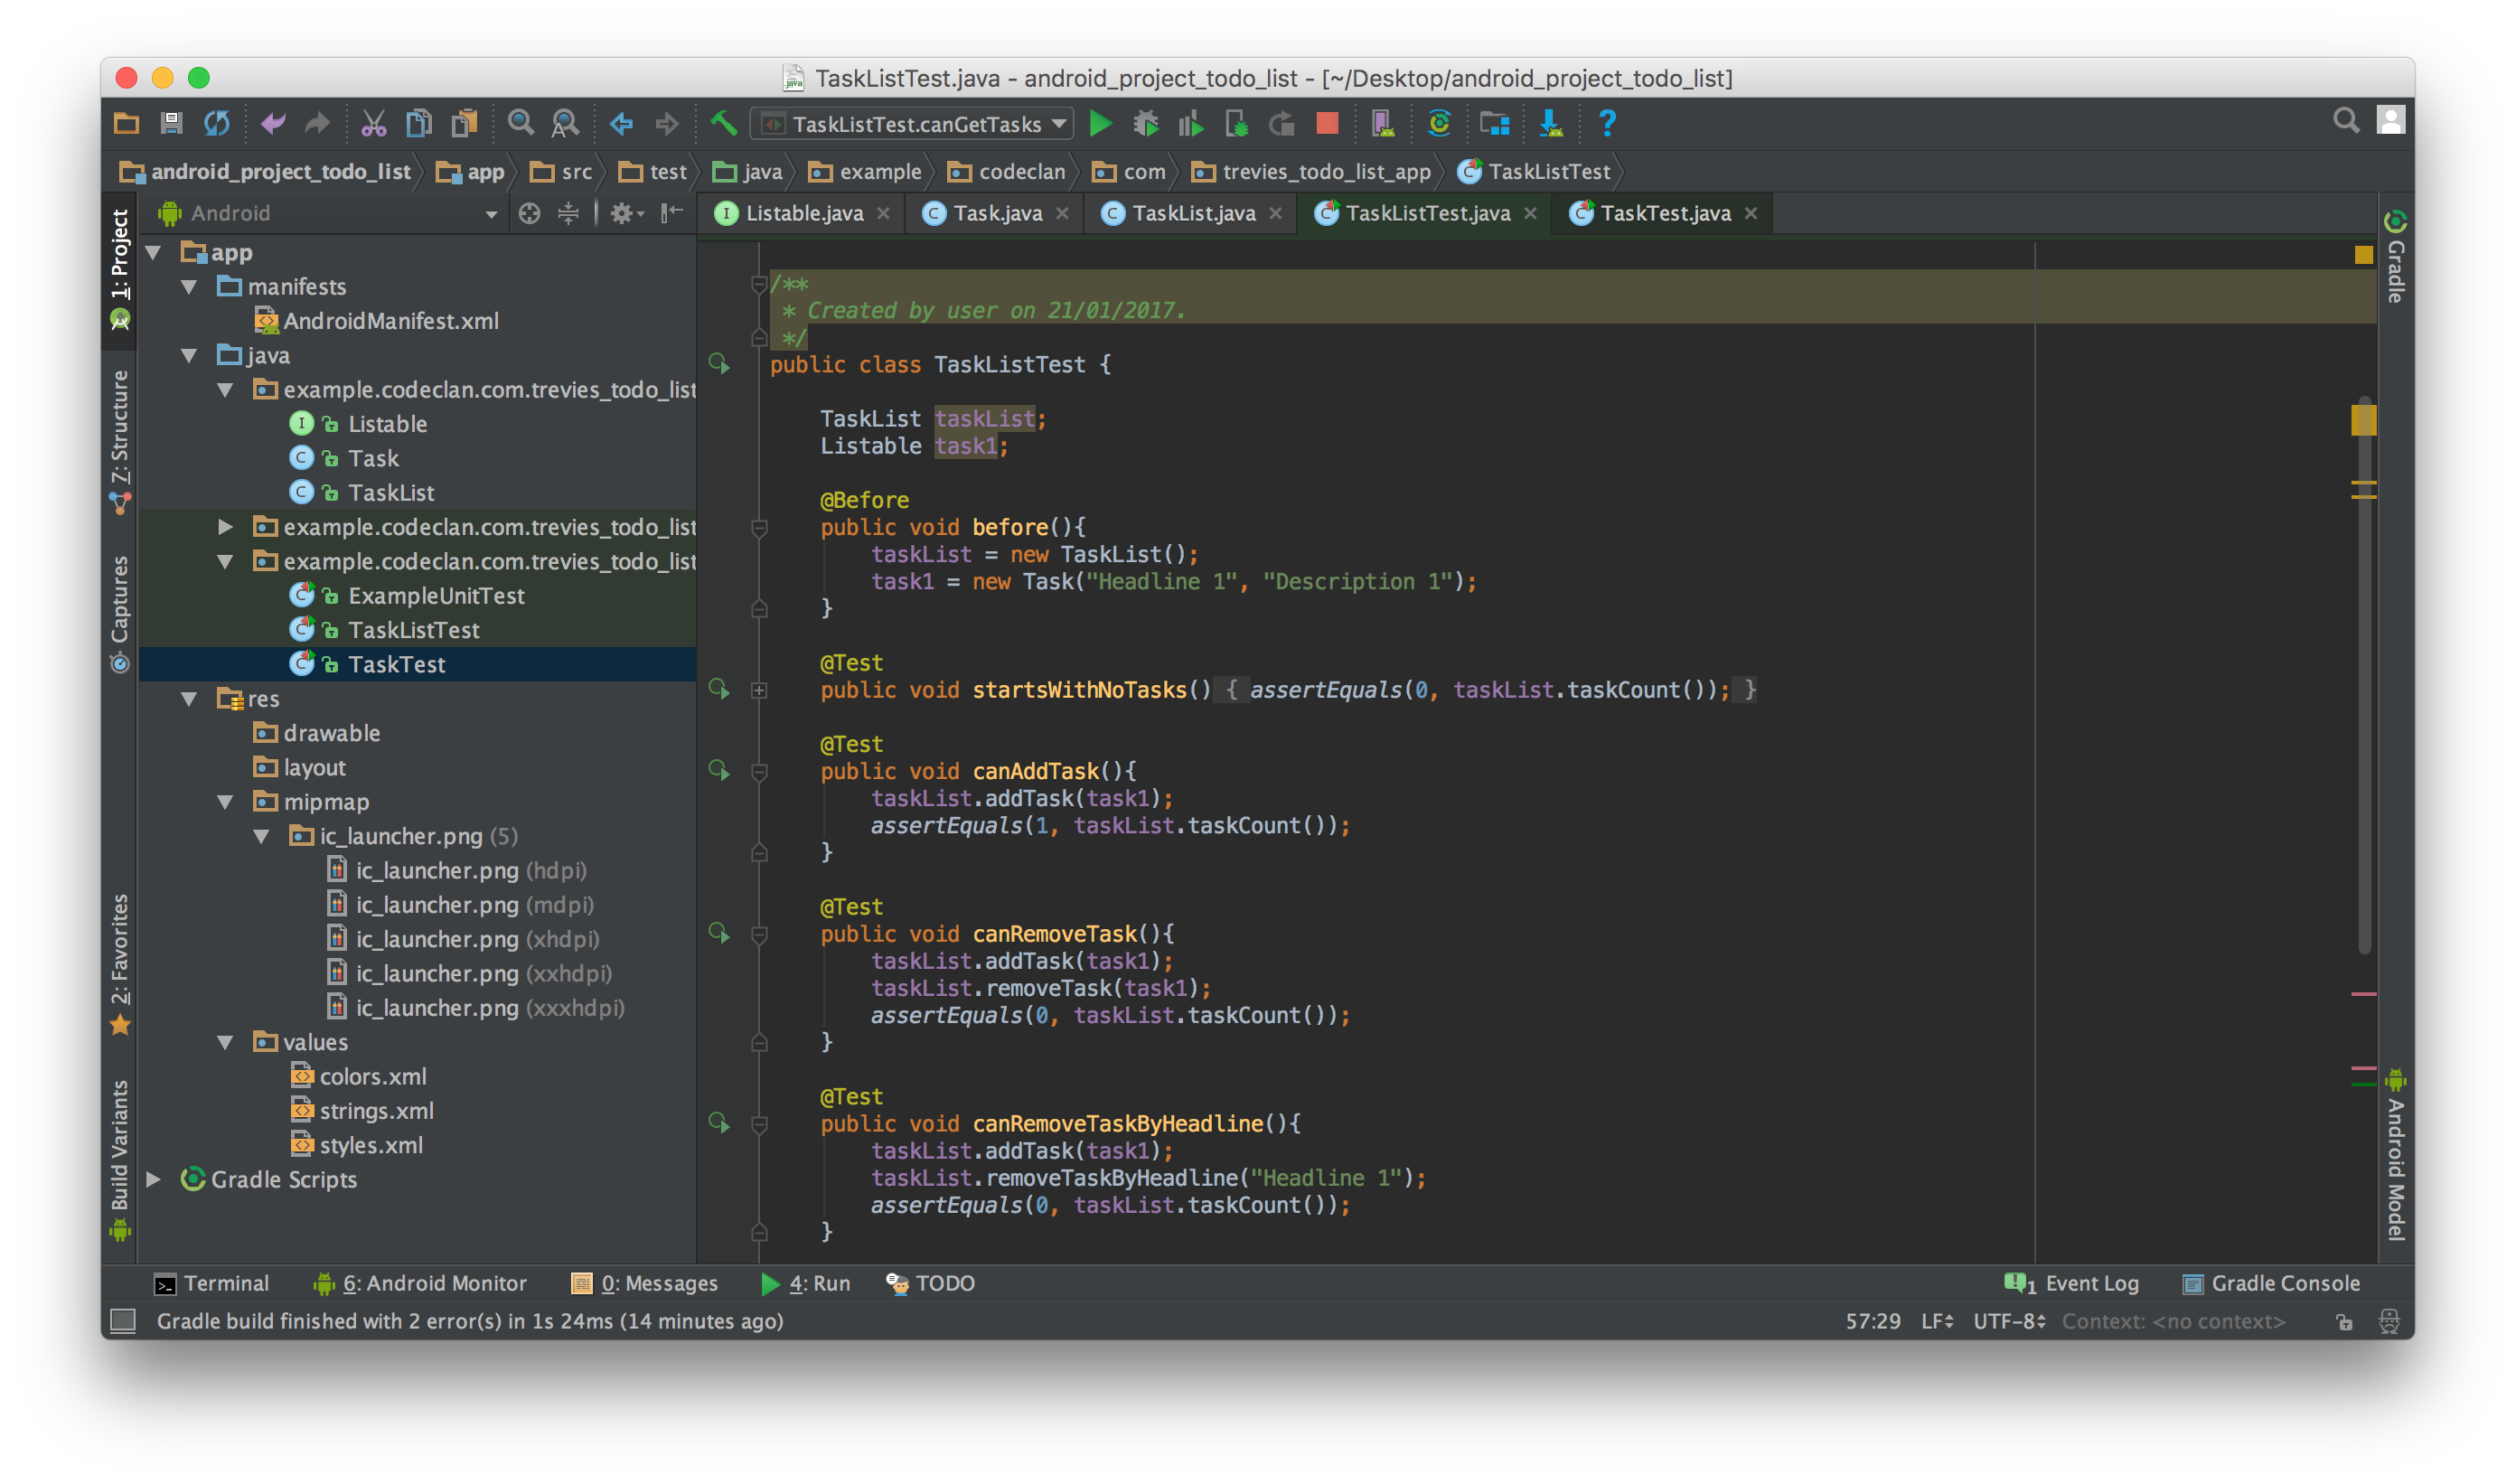 TaskListTest.java - android_project_todo_list - [~/Desktop/android_project_todo_list]
TaskListTest.canGetTasks
android_project_todo_list app src test java example codeclan com trevies_todo_list_app TaskListTest
Android
Listable.java Task.java TaskList.java TaskListTest.java TaskTest.java
1: Project
Z: Structure
Captures
2: Favorites
Build Variants
app
manifests
AndroidManifest.xml
java
example.codeclan.com.trevies_todo_list
Listable
Task
TaskList
example.codeclan.com.trevies_todo_list
example.codeclan.com.trevies_todo_list
ExampleUnitTest
TaskListTest
TaskTest
res
drawable
layout
mipmap
ic_launcher.png (5)
ic_launcher.png (hdpi)
ic_launcher.png (mdpi)
ic_launcher.png (xhdpi)
ic_launcher.png (xxhdpi)
ic_launcher.png (xxxhdpi)
values
colors.xml
strings.xml
styles.xml
Gradle Scripts
/**
* Created by user on 21/01/2017.
*/
public class TaskListTest {
TaskList taskList;
Listable task1;
@Before
public void before(){
taskList = new TaskList();
task1 = new Task("Headline 1", "Description 1");
}
@Test
public void startsWithNoTasks() { assertEquals(0, taskList.taskCount()); }
@Test
public void canAddTask(){
taskList.addTask(task1);
assertEquals(1, taskList.taskCount());
}
@Test
public void canRemoveTask(){
taskList.addTask(task1);
taskList.removeTask(task1);
assertEquals(0, taskList.taskCount());
}
@Test
public void canRemoveTaskByHeadline(){
taskList.addTask(task1);
taskList.removeTaskByHeadline("Headline 1");
assertEquals(0, taskList.taskCount());
}
Gradle
Android Model
Terminal 6: Android Monitor 0: Messages 4: Run TODO 1 Event Log Gradle Console
Gradle build finished with 2 error(s) in 1s 24ms (14 minutes ago) 57:29 LF UTF-8 Context: <no context>